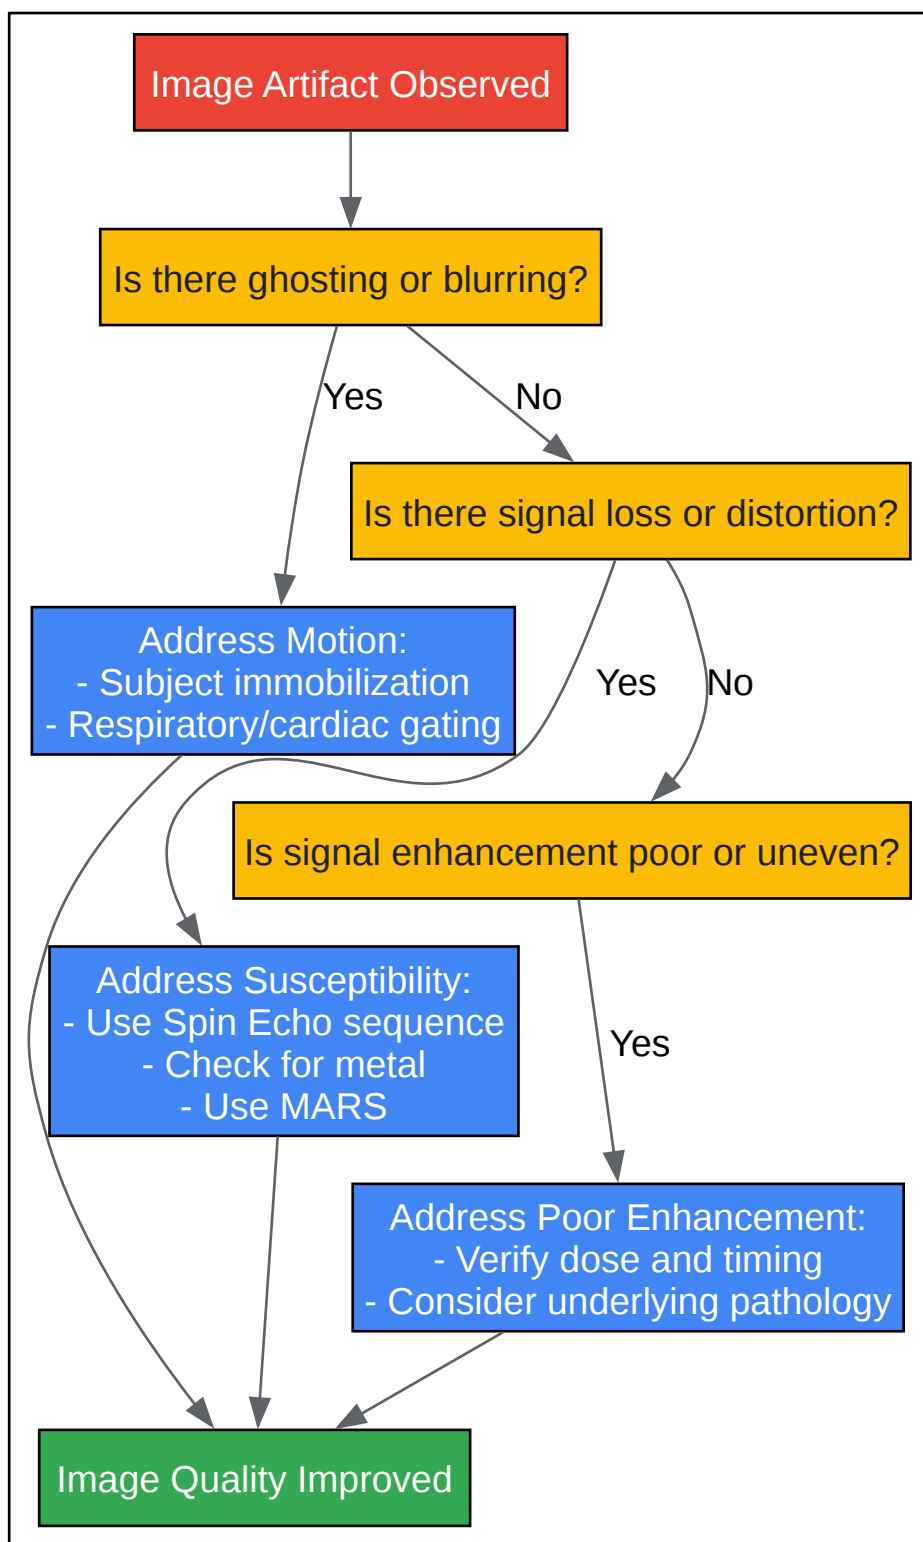 Image Artifact Observed
Is there ghosting or blurring?
Yes
No
Is there signal loss or distortion?
Address Motion:
- Subject immobilization
- Respiratory/cardiac gating
Yes
No
Is signal enhancement poor or uneven?
Address Susceptibility:
- Use Spin Echo sequence
- Check for metal
- Use MARS
Yes
Address Poor Enhancement:
- Verify dose and timing
- Consider underlying pathology
Image Quality Improved